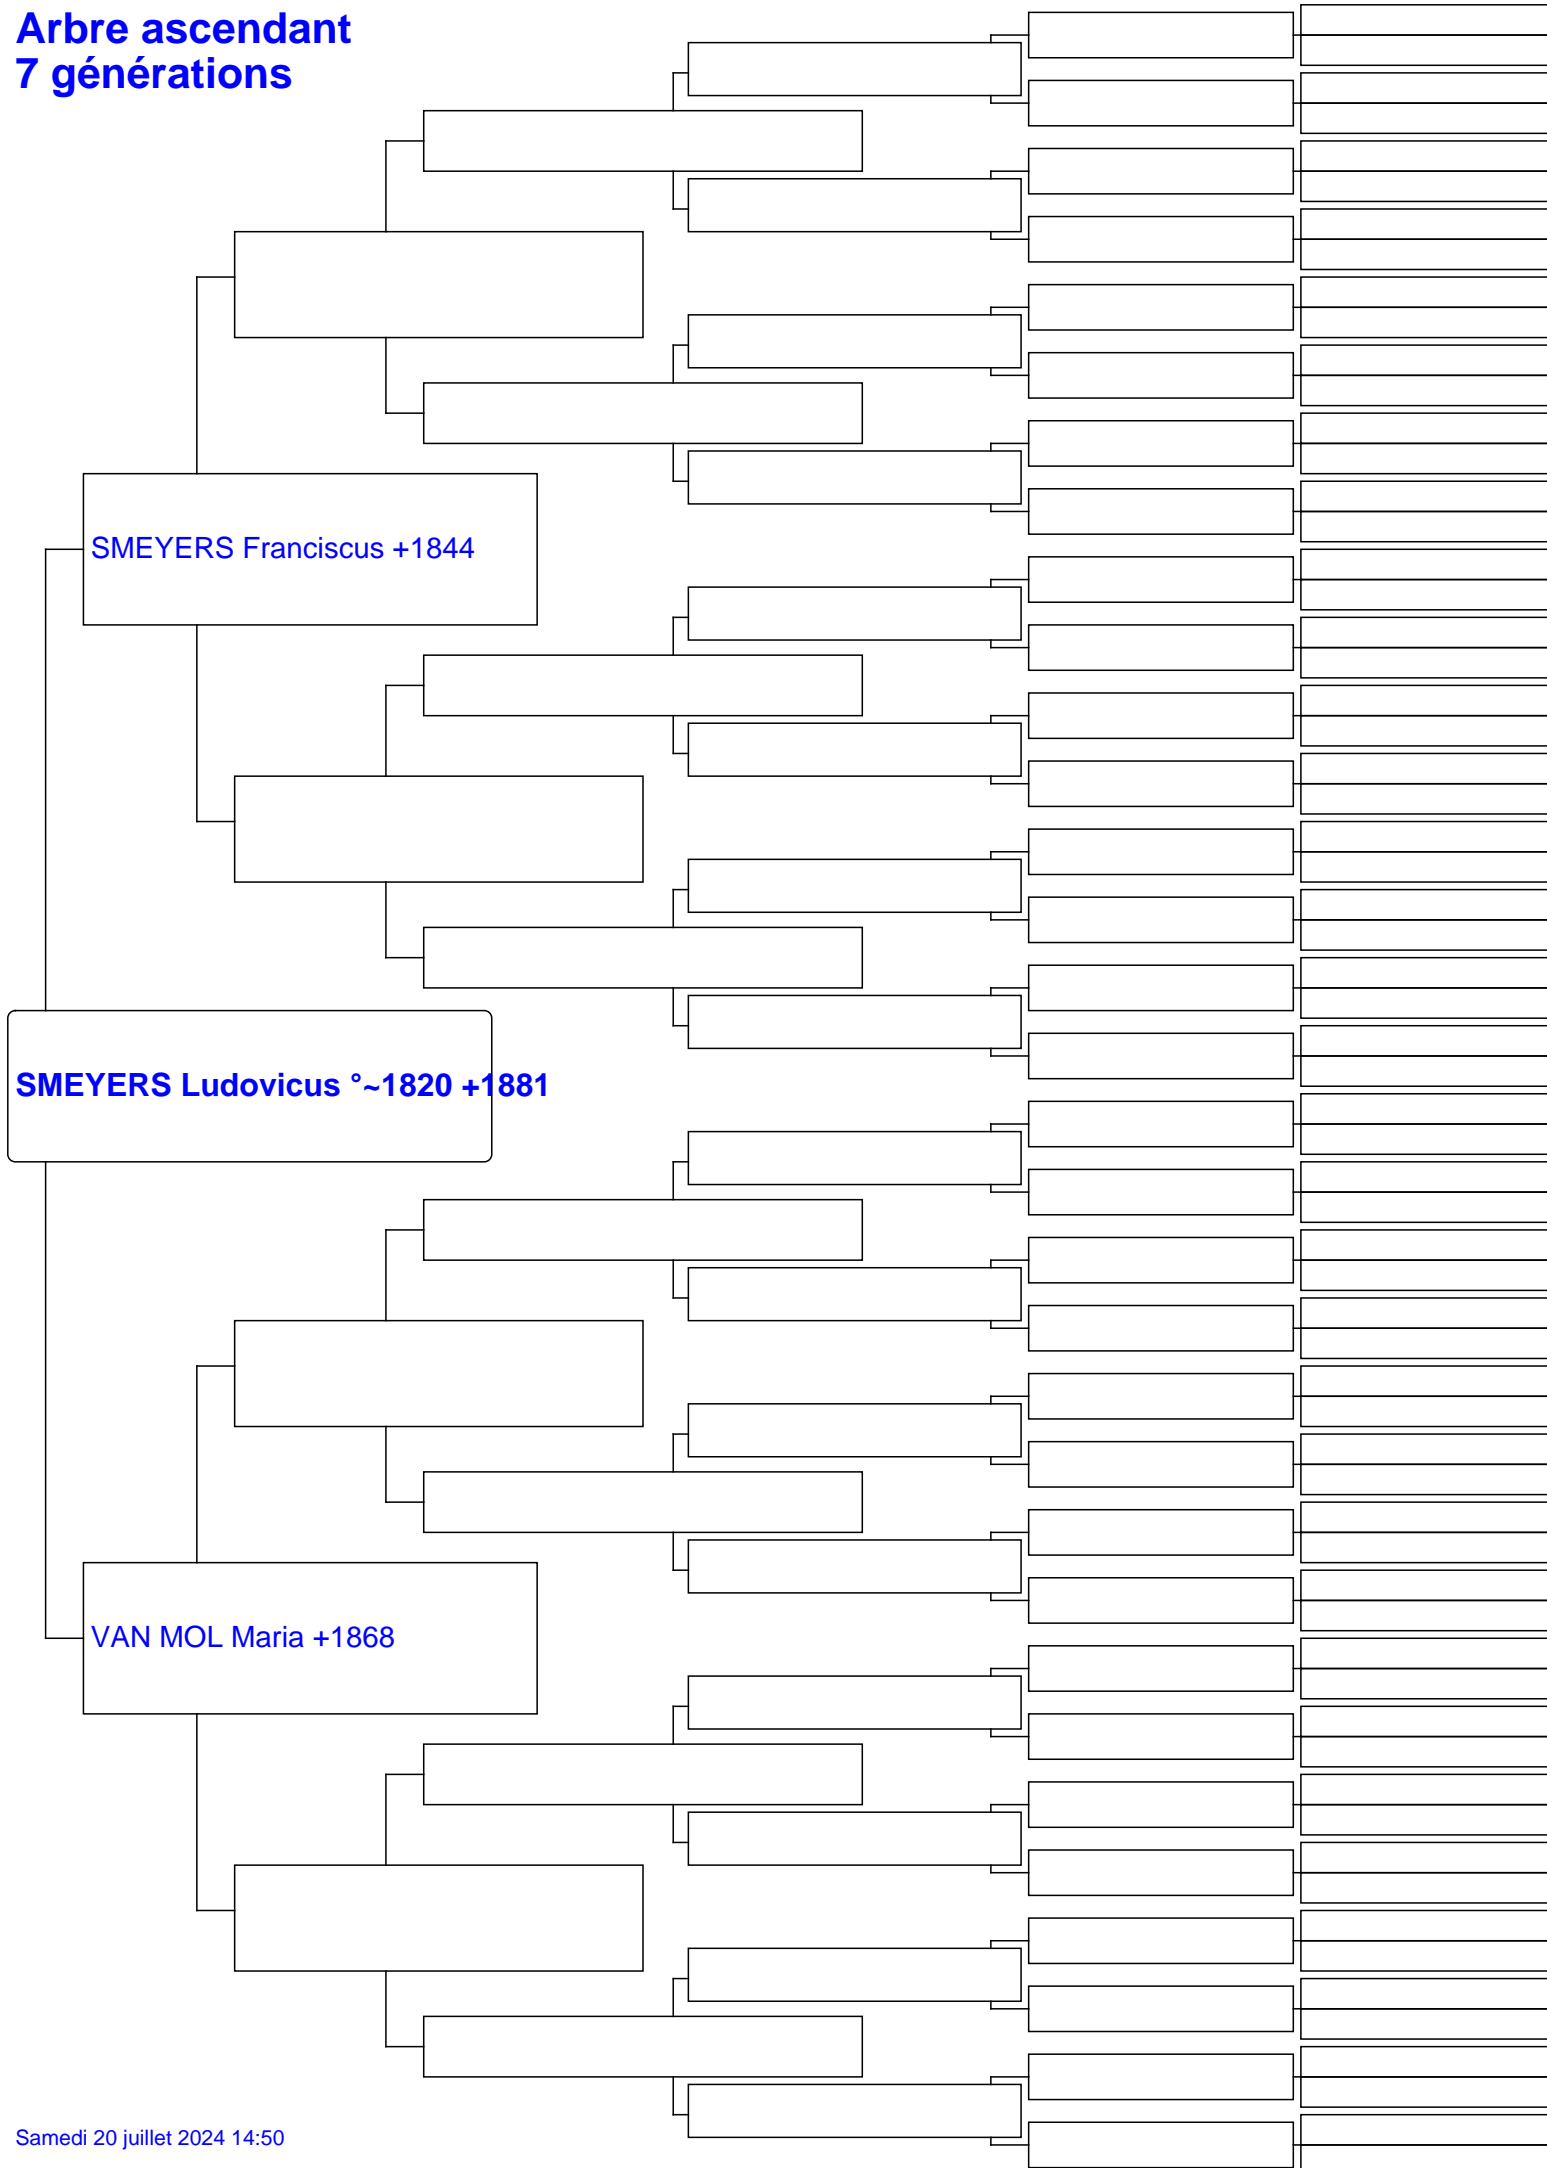 Arbre ascendant
7 générations
SMEYERS Franciscus +1844
SMEYERS Ludovicus °~1820 +1881
VAN MOL Maria +1868
Samedi 20 juillet 2024 14:50